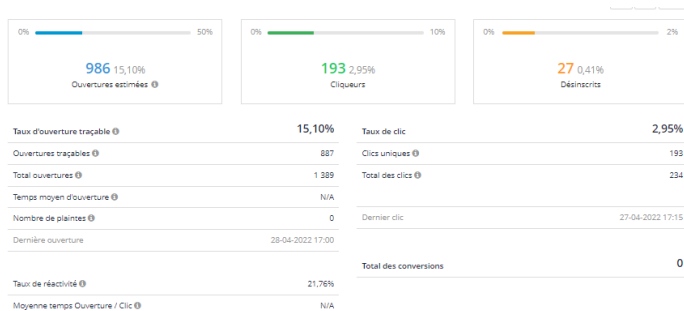 0% 50%
986 15,10%
Ouvertures estimées
0% 10%
193 2,95%
Cliqueurs
0% 2%
27 0,41%
Désinscrits
Taux d'ouverture traçable 15,10%
Ouvertures traçables 887
Total ouvertures 1 389
Temps moyen d'ouverture N/A
Nombre de plaintes 0
Dernière ouverture 28-04-2022 17:00
Taux de réactivité 21,76%
Moyenne temps Ouverture / Clic N/A
Taux de clic 2,95%
Clics uniques 193
Total des clics 234
Dernier clic 27-04-2022 17:15
Total des conversions 0